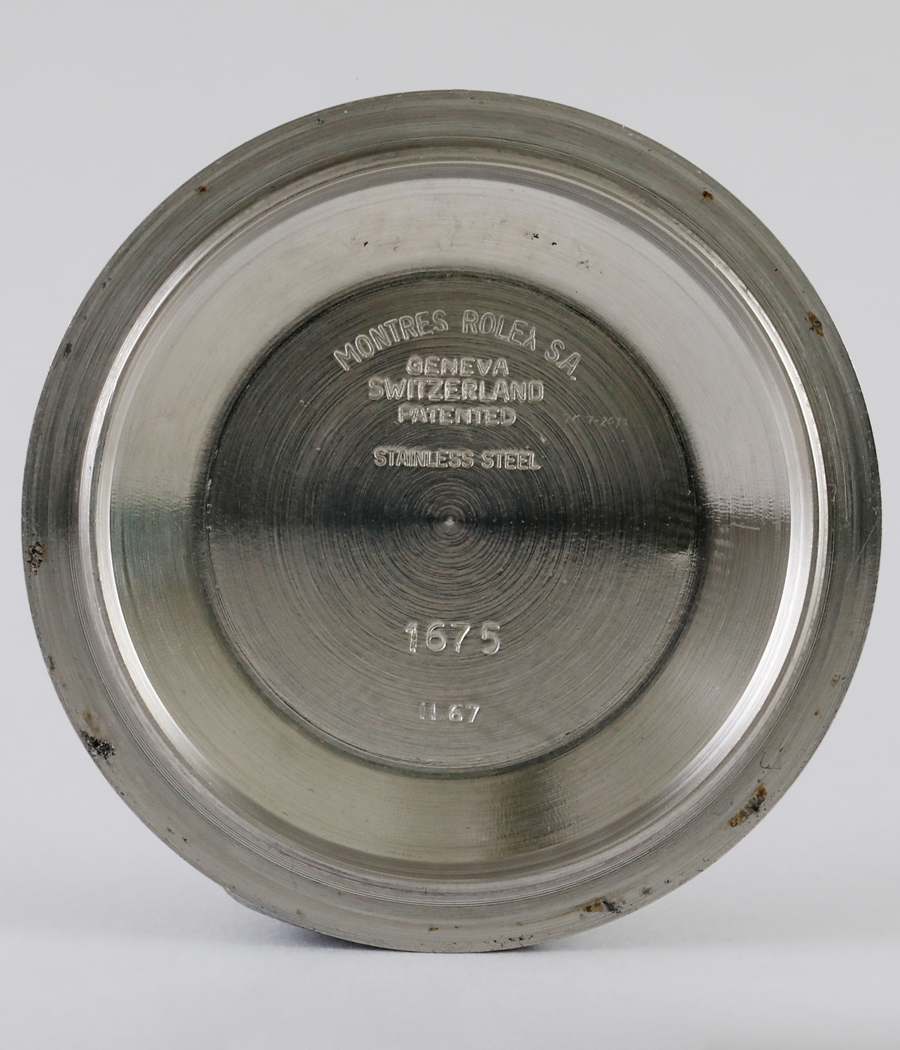 MONTRES ROLEX S.A.
GENEVA
SWITZERLAND
PATENTED
STAINLESS STEEL
1675
II 67